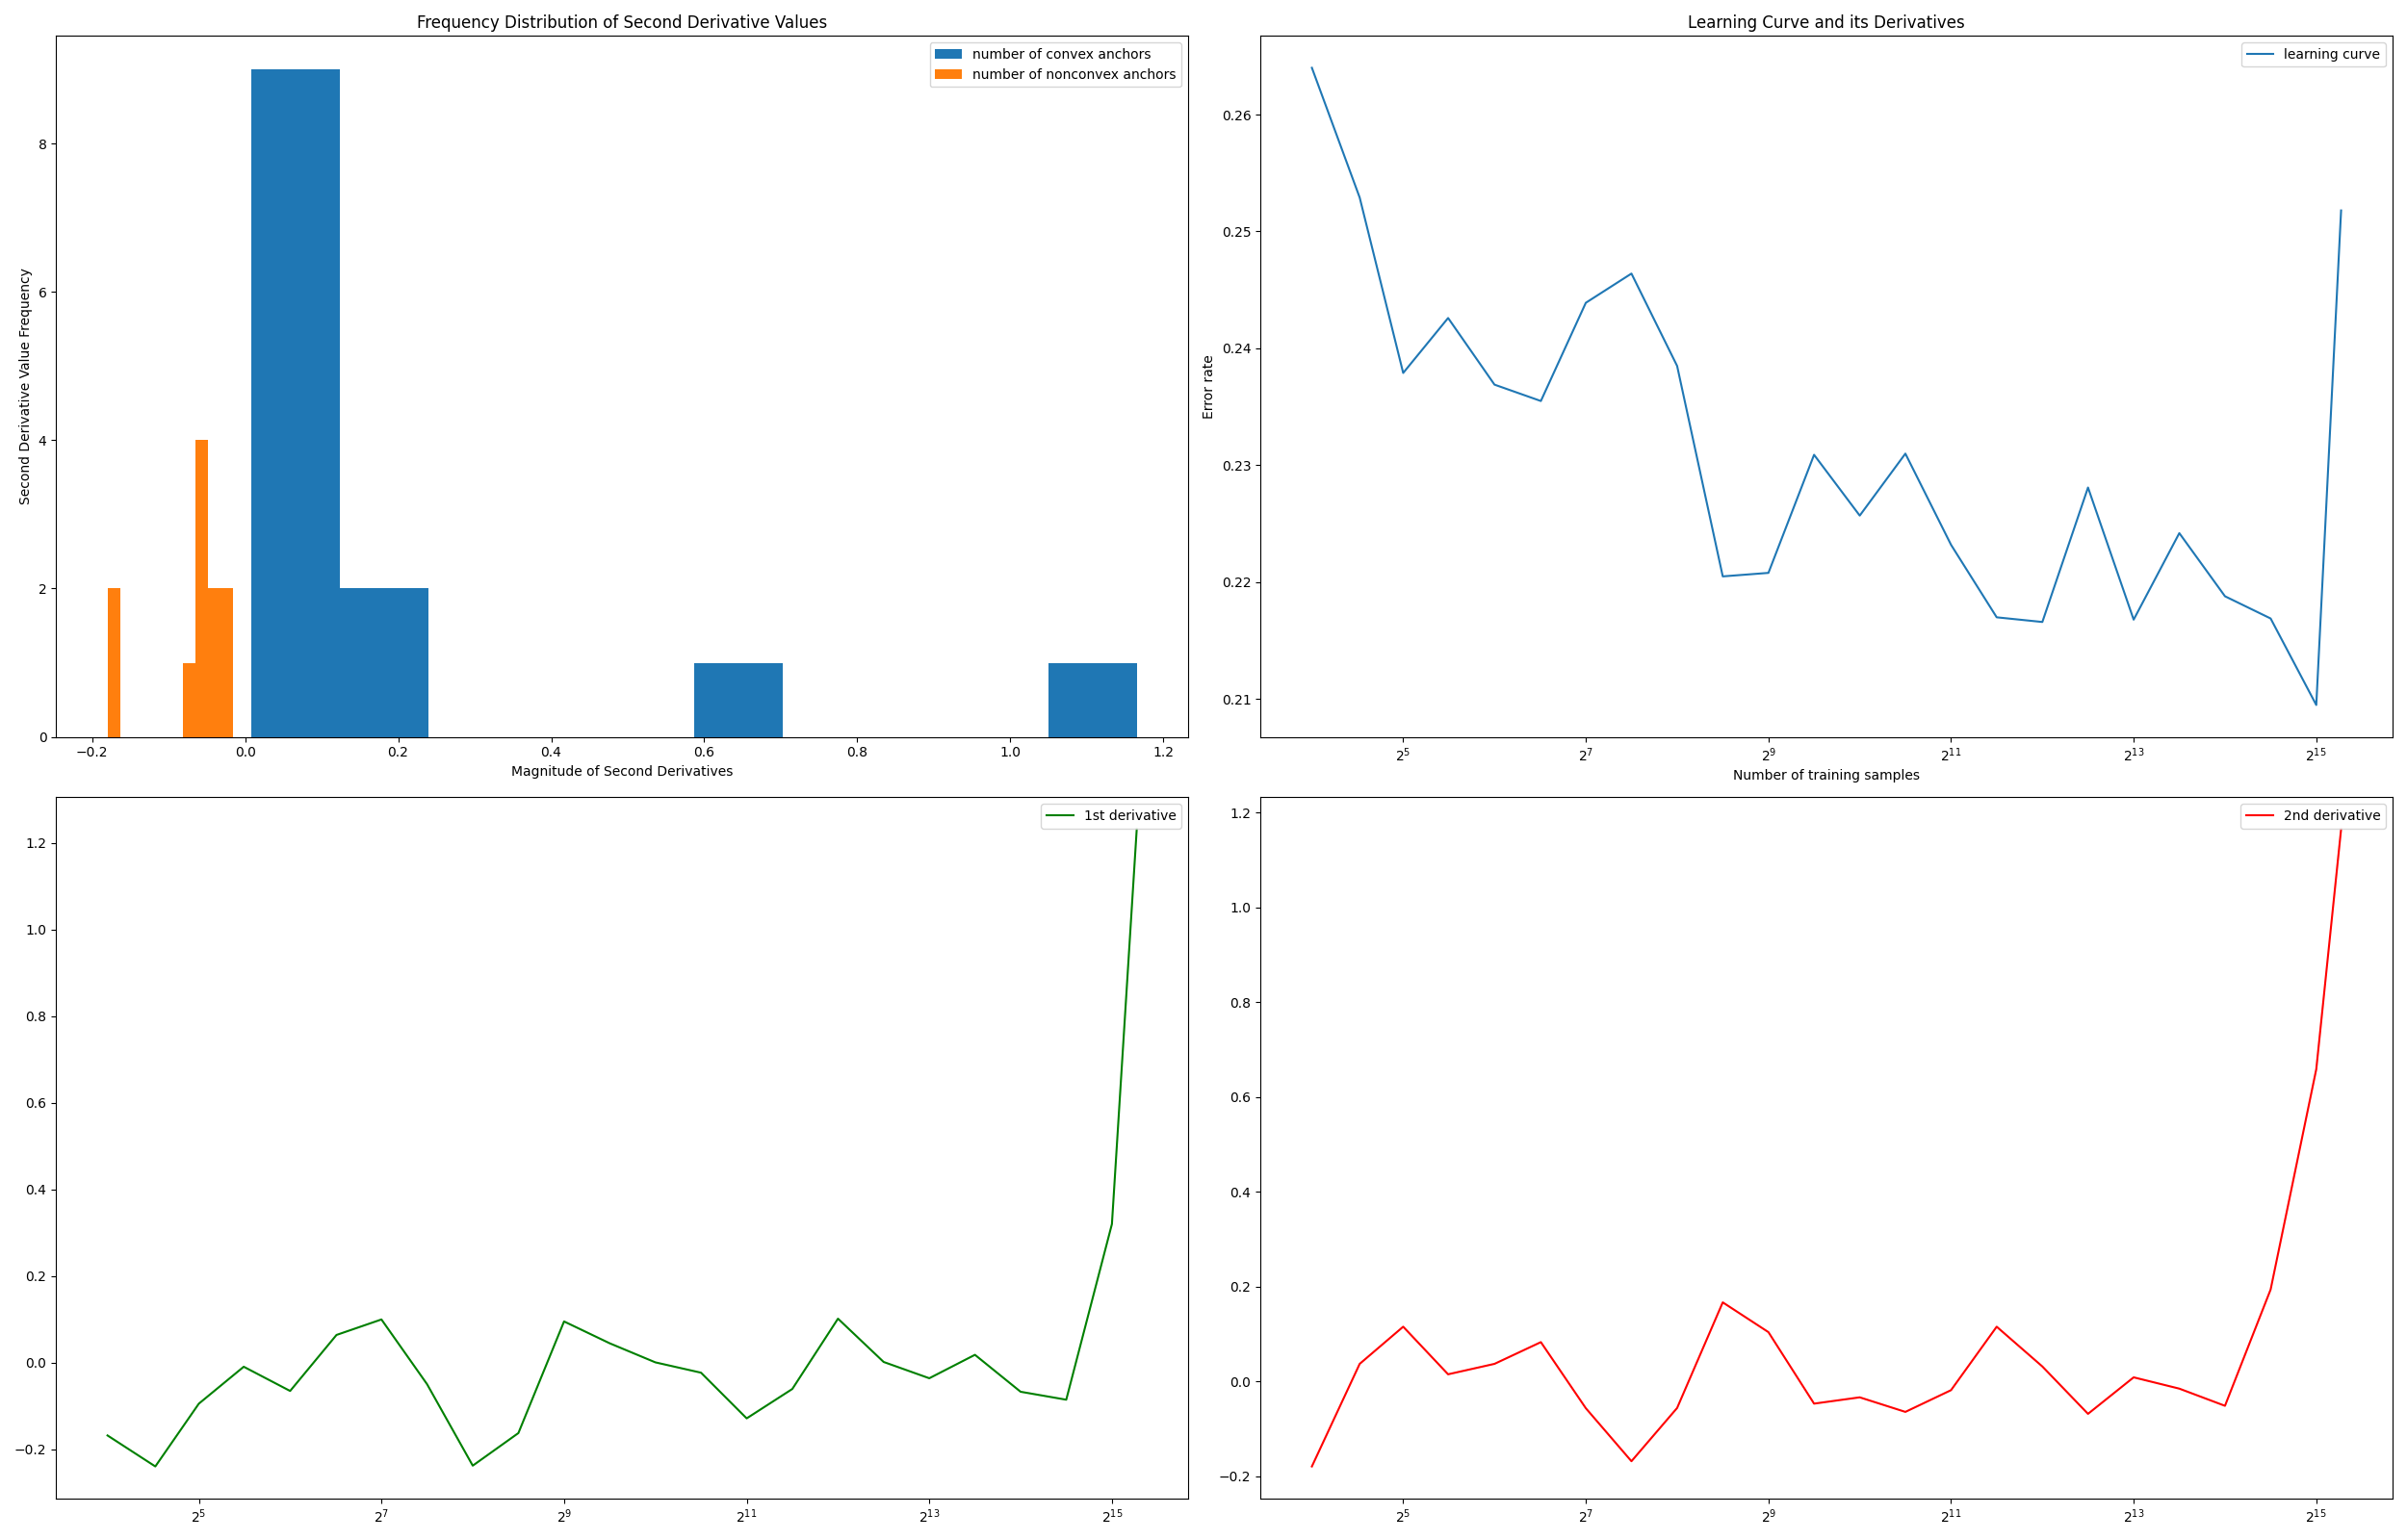 Frequency Distribution of Second Derivative Values
number of convex anchors
number of nonconvex anchors
Second Derivative Value Frequency
8
6
4
2
0
−0.2 0.0 0.2 0.4 0.6 0.8 1.0 1.2
Magnitude of Second Derivatives
Learning Curve and its Derivatives
learning curve
Error rate
0.26
0.25
0.24
0.23
0.22
0.21
2^5 2^7 2^9 2^11 2^13 2^15
Number of training samples
1st derivative
1.2
1.0
0.8
0.6
0.4
0.2
0.0
−0.2
2^5 2^7 2^9 2^11 2^13 2^15
2nd derivative
1.2
1.0
0.8
0.6
0.4
0.2
0.0
−0.2
2^5 2^7 2^9 2^11 2^13 2^15